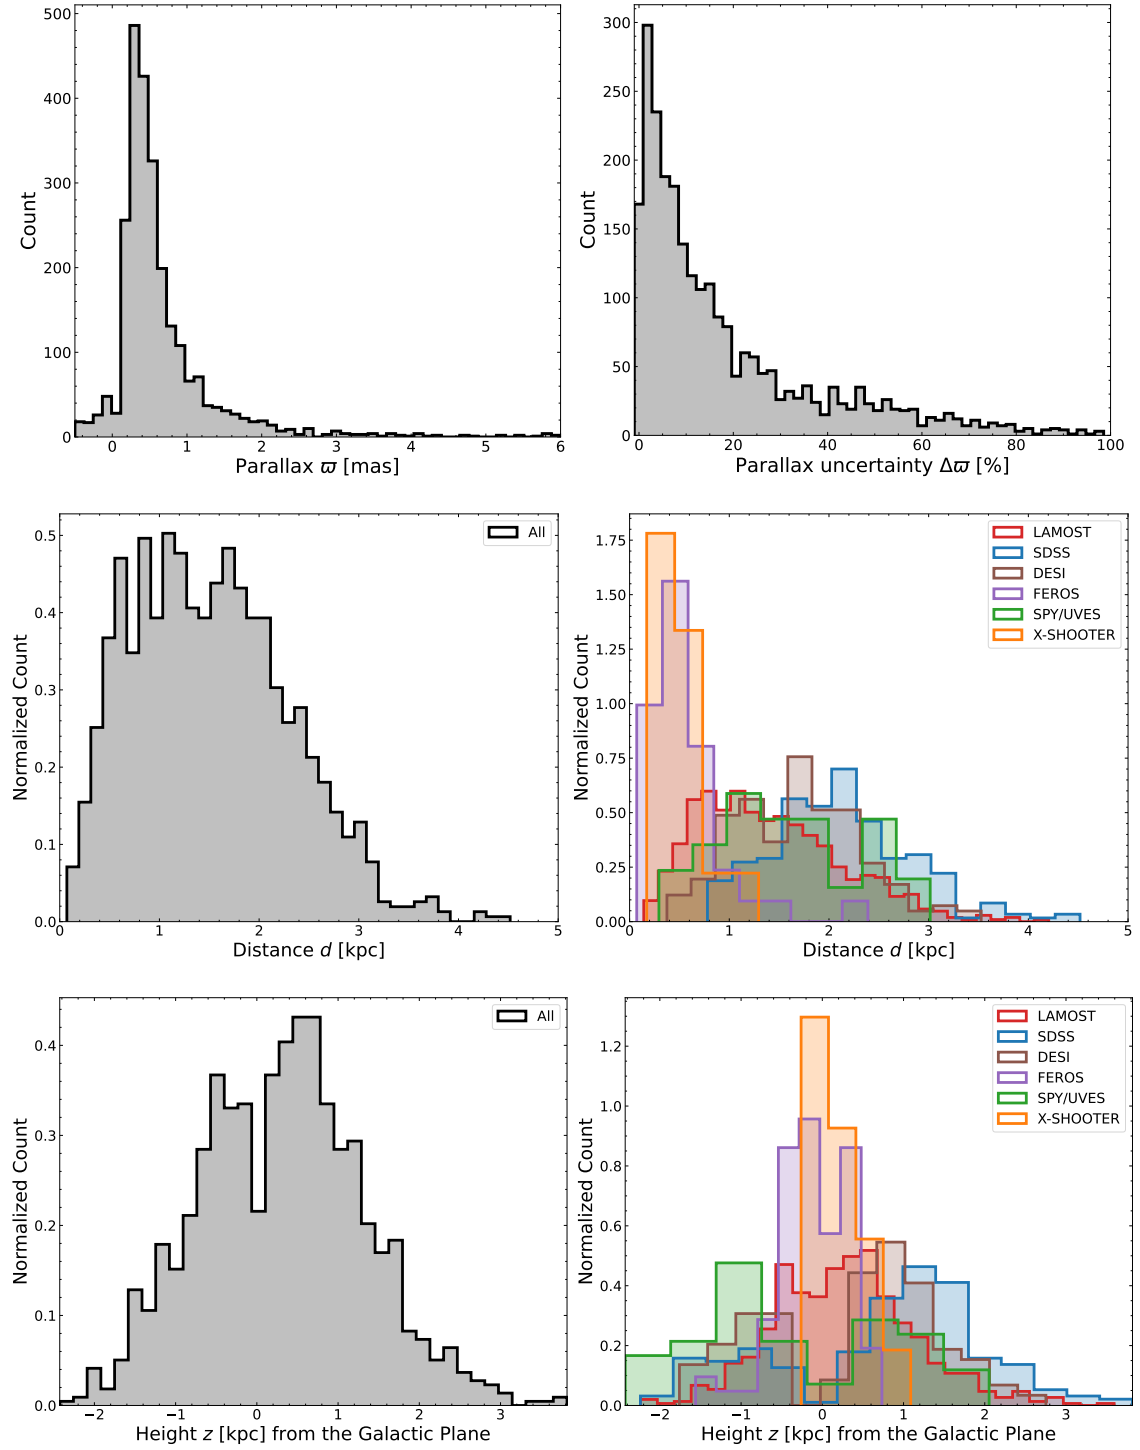 500
400
300
200
100
0
Count
0
1
2
3
4
5
6
Parallax ϖ [mas]
300
250
200
150
100
50
0
Count
0
20
40
60
80
100
Parallax uncertainty Δϖ [%]
All
0.5
0.4
0.3
0.2
0.1
0.0
Normalized Count
0
1
2
3
4
5
Distance d [kpc]
LAMOST
SDSS
DESI
FEROS
SPY/UVES
X-SHOOTER
1.75
1.50
1.25
1.00
0.75
0.50
0.25
0.00
Normalized Count
0
1
2
3
4
5
Distance d [kpc]
All
0.4
0.3
0.2
0.1
0.0
Normalized Count
−2
−1
0
1
2
3
Height z [kpc] from the Galactic Plane
LAMOST
SDSS
DESI
FEROS
SPY/UVES
X-SHOOTER
1.2
1.0
0.8
0.6
0.4
0.2
0.0
Normalized Count
−2
−1
0
1
2
3
Height z [kpc] from the Galactic Plane